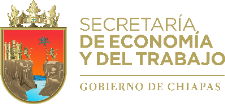 SECRETARÍA
DE ECONOMÍA
Y DEL TRABAJO
GOBIERNO DE CHIAPAS